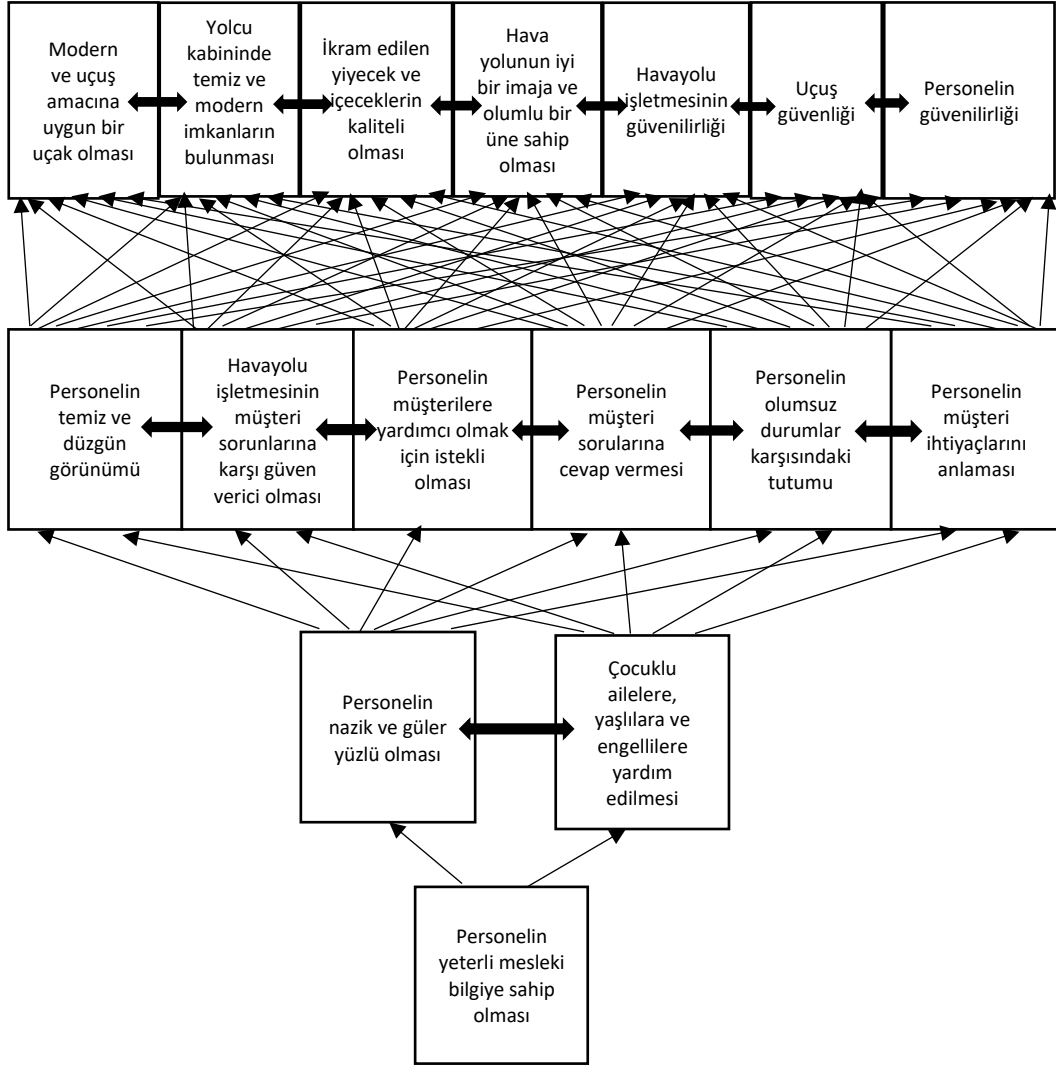 Modern
ve uçuş
amacına
uygun bir
uçak olması
Yolcu
kabininde
temiz ve
modern
imkanların
bulunması
İkram edilen
yiyecek ve
içeceklerin
kaliteli
olması
Hava
yolunun iyi
bir imaja ve
olumlu bir
üne sahip
olması
Havayolu
işletmesinin
güvenilirliği
Uçuş
güvenliği
Personelin
güvenilirliği
Personelin
temiz ve
düzgün
görünümü
Havayolu
işletmesinin
müşteri
sorunlarına
karşı güven
verici olması
Personelin
müşterilere
yardımcı olmak
için istekli
olması
Personelin
müşteri
sorularına
cevap vermesi
Personelin
olumsuz
durumlar
karşısındaki
tutumu
Personelin
müşteri
ihtiyaçlarını
anlaması
Personelin
nazik ve güler
yüzlü olması
Çocuklu
ailelere,
yaşlılara ve
engellilere
yardım
edilmesi
Personelin
yeterli mesleki
bilgiye sahip
olması